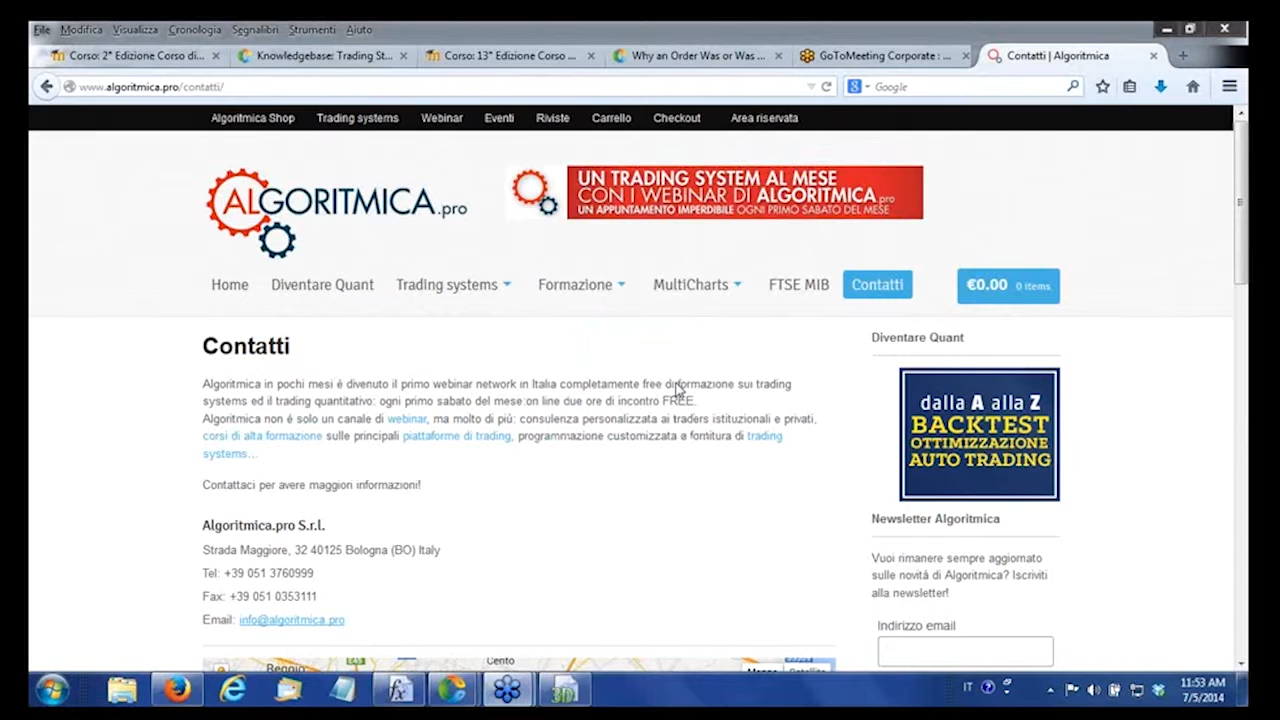 File Modifica Visualizza Cronologia Segnalibri Strumenti Aiuto
Corso: 2° Edizione Corso di... Knowledgebase: Trading St... Corso: 13° Edizione Corso ... Why an Order Was or Was ... GoToMeeting Corporate : ... Contatti | Algoritmica
www.algoritmica.pro/contatti/ Google
Algoritmica Shop Trading systems Webinar Eventi Riviste Carrello Checkout Area riservata
ALGORITMICA.pro
UN TRADING SYSTEM AL MESE
CON I WEBINAR DI ALGORITMICA.pro
UN APPUNTAMENTO IMPERDIBILE OGNI PRIMO SABATO DEL MESE
Home Diventare Quant Trading systems Formazione MultiCharts FTSE MIB Contatti €0.00 0 items
Contatti
Algoritmica in pochi mesi è divenuto il primo webinar network in Italia completamente free di formazione sui trading
systems ed il trading quantitativo: ogni primo sabato del mese on line due ore di incontro FREE.
Algoritmica non é solo un canale di webinar, ma molto di più: consulenza personalizzata ai traders istituzionali e privati,
corsi di alta formazione sulle principali piattaforme di trading, programmazione customizzata e fornitura di trading
systems...
Contattaci per avere maggiori informazioni!
Algoritmica.pro S.r.l.
Strada Maggiore, 32 40125 Bologna (BO) Italy
Tel: +39 051 3760999
Fax: +39 051 0353111
Email: info@algoritmica.pro
Cento
Diventare Quant
dalla A alla Z
BACKTEST
OTTIMIZZAZIONE
AUTO TRADING
Newsletter Algoritmica
Vuoi rimanere sempre aggiornato
sulle novità di Algoritmica? Iscriviti
alla newsletter!
Indirizzo email
IT
11:53 AM
7/5/2014